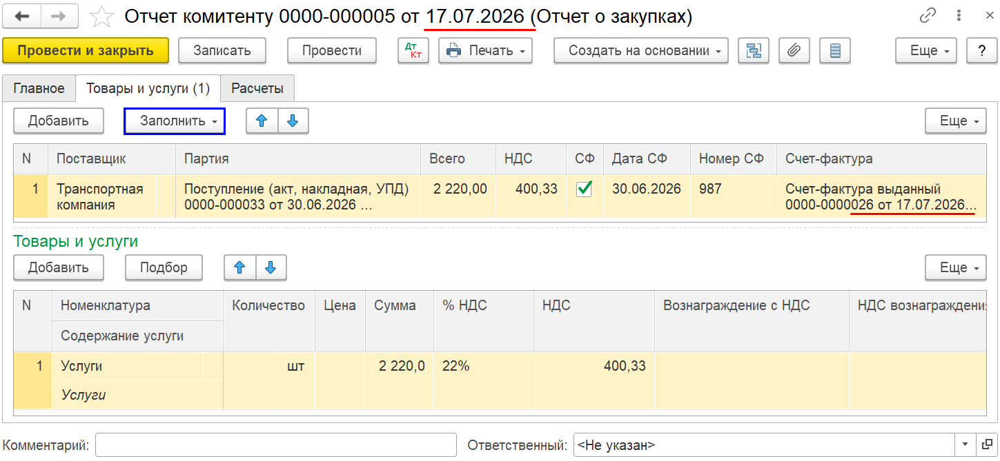 Отчет комитенту 0000-000005 от 17.07.2026 (Отчет о закупках)
Провести и закрыть Записать Провести Дт Кт Печать Создать на основании Еще ?
Главное Товары и услуги (1) Расчеты
Добавить Заполнить Еще
N Поставщик Партия Всего НДС СФ Дата СФ Номер СФ Счет-фактура
1 Транспортная Поступление (акт, накладная, УПД) 2 220,00 400,33 30.06.2026 987 Счет-фактура выданный
компания 0000-000033 от 30.06.2026 ... 0000-0000026 от 17.07.2026...
Товары и услуги
Добавить Подбор Еще
N Номенклатура Количество Цена Сумма % НДС НДС Вознаграждение с НДС НДС вознаграждения
Содержание услуги
1 Услуги шт 2 220,0 22% 400,33
Услуги
Комментарий: Ответственный: <Не указан>